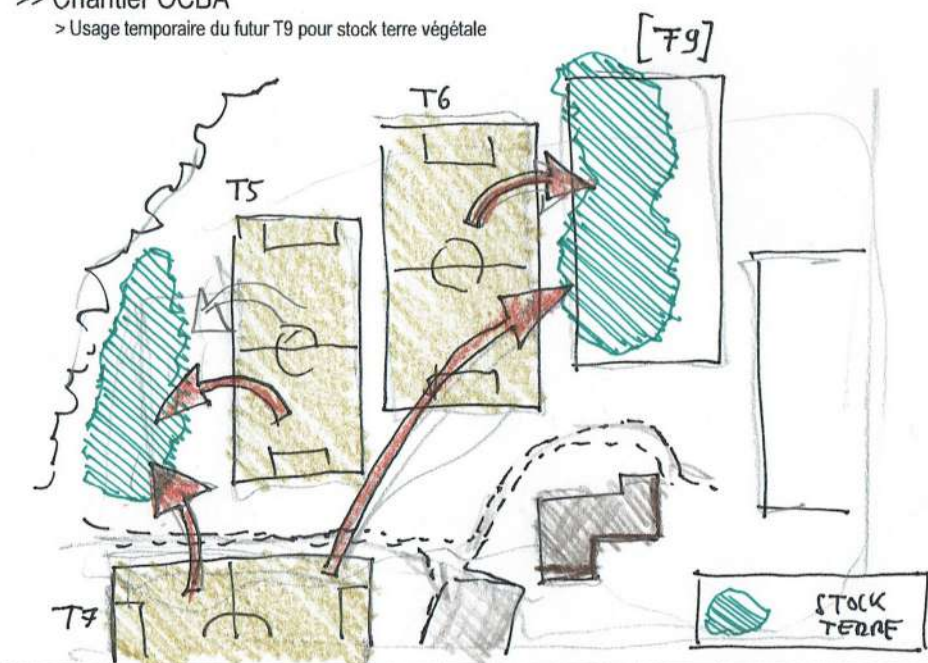 >> Chantier OCBA
> Usage temporaire du futur T9 pour stock terre végétale
[T9]
T6
T5
T7
STOCK
TERRE